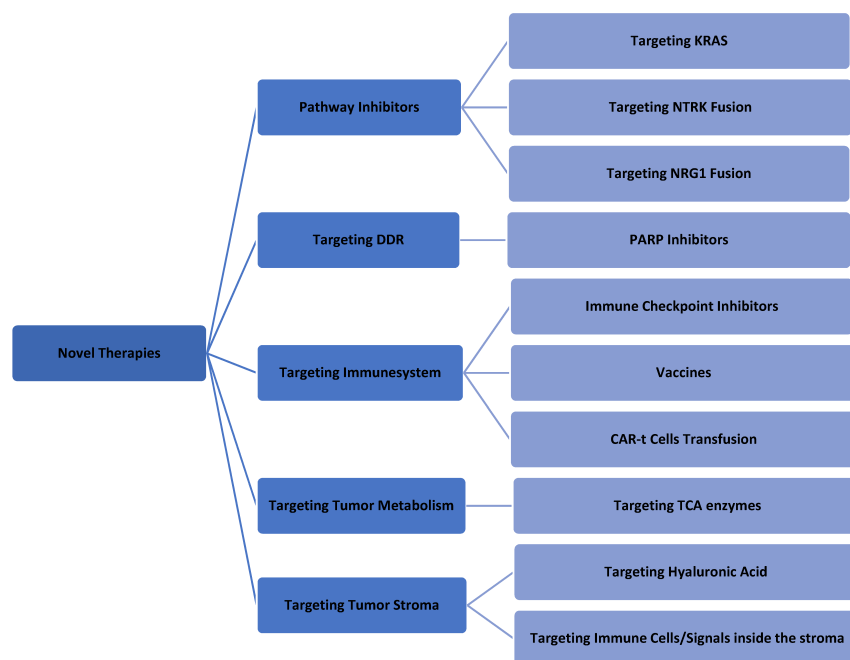 Novel Therapies
Pathway Inhibitors
Targeting KRAS
Targeting NTRK Fusion
Targeting NRG1 Fusion
Targeting DDR
PARP Inhibitors
Targeting Immunesystem
Immune Checkpoint Inhibitors
Vaccines
CAR-t Cells Transfusion
Targeting Tumor Metabolism
Targeting TCA enzymes
Targeting Tumor Stroma
Targeting Hyaluronic Acid
Targeting Immune Cells/Signals inside the stroma